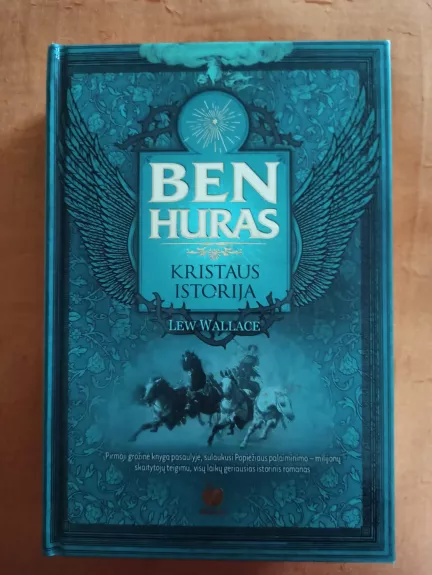 BEN
HURAS
KRISTAUS
ISTORIJA
LEW WALLACE
Pirmoji grožinė knyga pasaulyje, sulaukusi Popiežiaus palaiminimo – milijonų
skaitytojų teigimu, visų laikų geriausias istorinis romanas